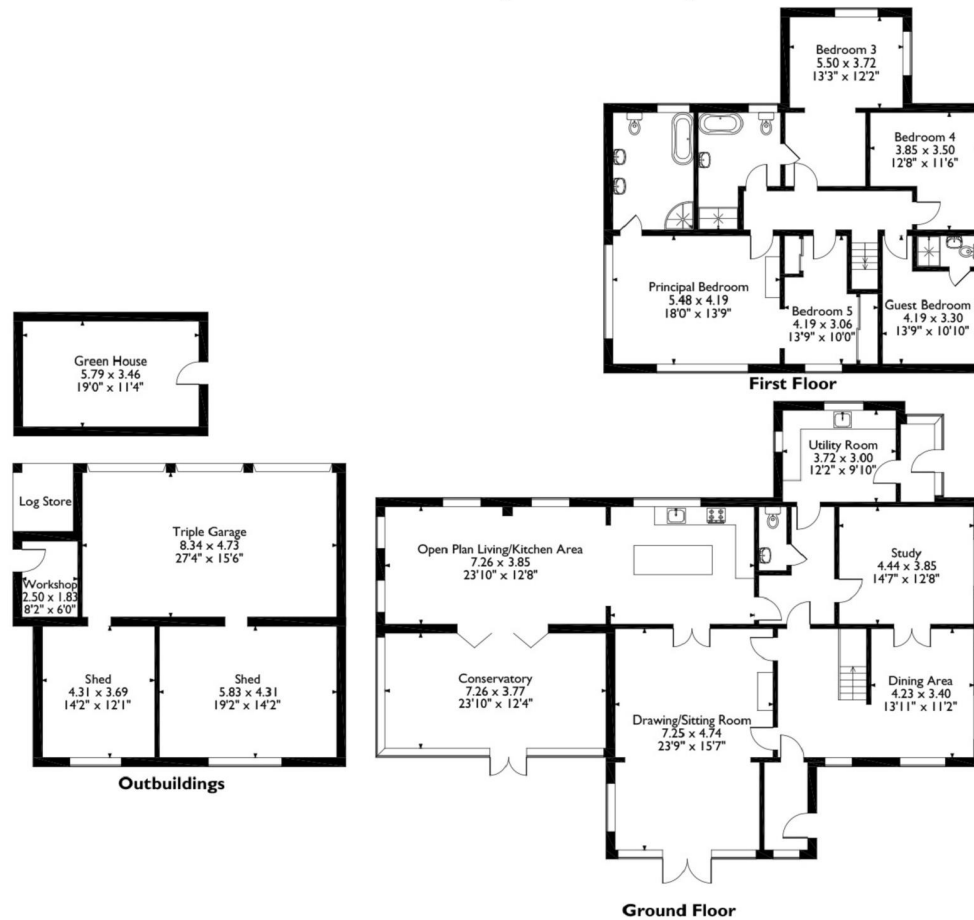 Bedroom 3
5.50 x 3.72
13'3" x 12'2"
Bedroom 4
3.85 x 3.50
12'8" x 11'6"
Principal Bedroom
5.48 x 4.19
18'0" x 13'9"
Bedroom 5
4.19 x 3.06
13'9" x 10'0"
Guest Bedroom
4.19 x 3.30
13'9" x 10'10"
First Floor
Green House
5.79 x 3.46
19'0" x 11'4"
Log Store
Triple Garage
8.34 x 4.73
27'4" x 15'6"
Workshop
2.50 x 1.83
8'2" x 6'0"
Shed
4.31 x 3.69
14'2" x 12'1"
Shed
5.83 x 4.31
19'2" x 14'2"
Outbuildings
Utility Room
3.72 x 3.00
12'2" x 9'10"
Open Plan Living/Kitchen Area
7.26 x 3.85
23'10" x 12'8"
Study
4.44 x 3.85
14'7" x 12'8"
Conservatory
7.26 x 3.77
23'10" x 12'4"
Drawing/Sitting Room
7.25 x 4.74
23'9" x 15'7"
Dining Area
4.23 x 3.40
13'11" x 11'2"
Ground Floor